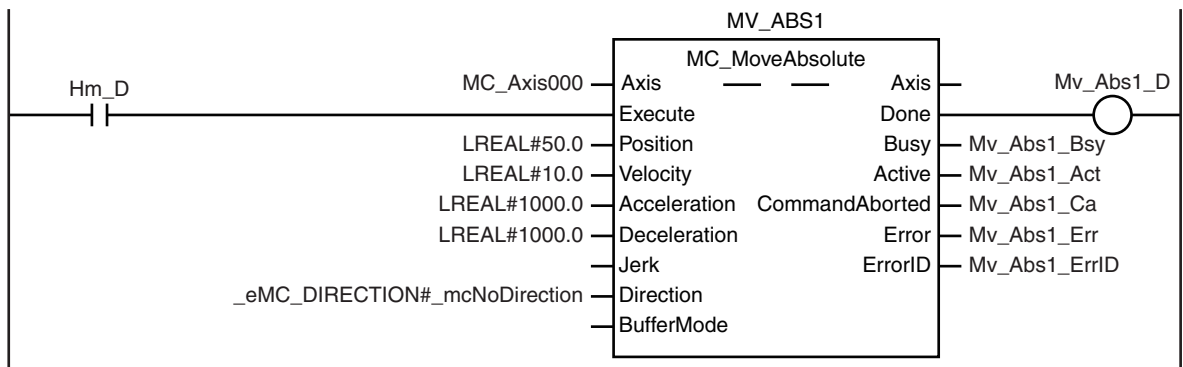 MV_ABS1
MC_MoveAbsolute
Hm_D
MC_Axis000 Axis Axis Mv_Abs1_D
Execute Done
LREAL#50.0 Position Busy Mv_Abs1_Bsy
LREAL#10.0 Velocity Active Mv_Abs1_Act
LREAL#1000.0 Acceleration CommandAborted Mv_Abs1_Ca
LREAL#1000.0 Deceleration Error Mv_Abs1_Err
Jerk ErrorID Mv_Abs1_ErrID
_eMC_DIRECTION#_mcNoDirection Direction
BufferMode